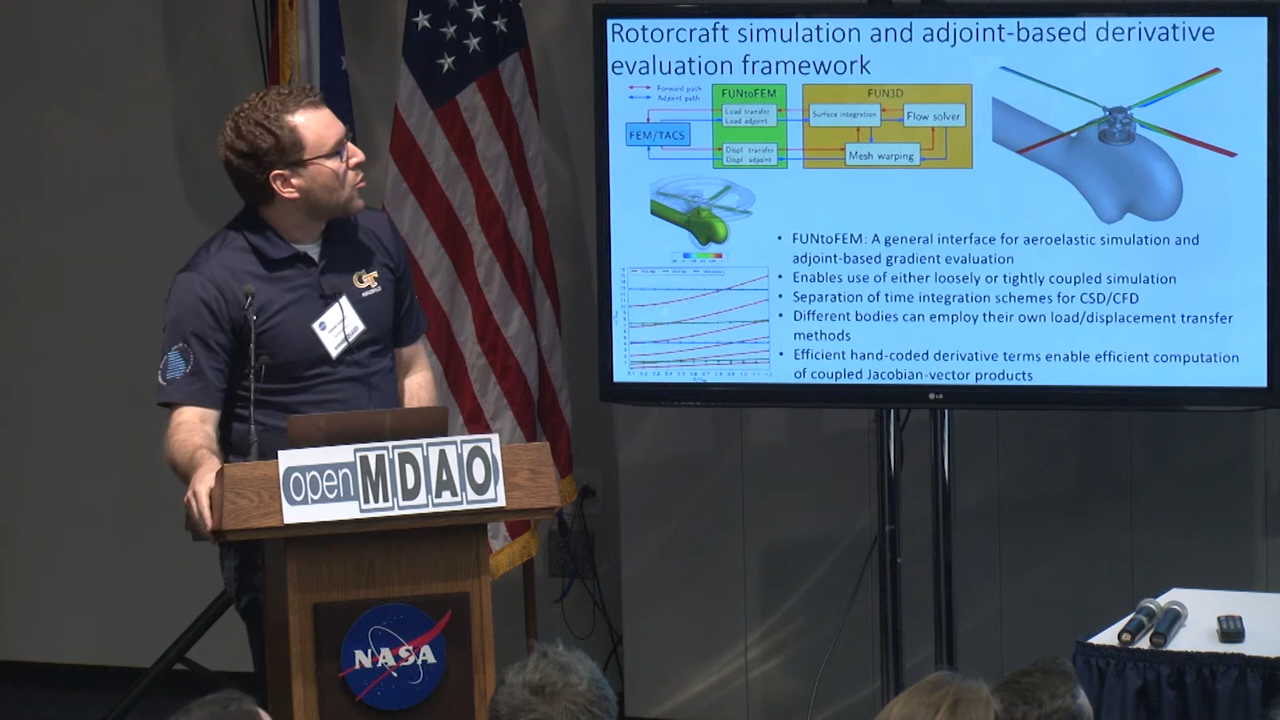 Rotorcraft simulation and adjoint-based derivative
evaluation framework
Forward path
Adjoint path
FUNtoFEM
FUN3D
Load transfer
Load adjoint
Surface integration
Flow solver
FEM/TACS
Displ. transfer
Displ. adjoint
Mesh warping
• FUNtoFEM: A general interface for aeroelastic simulation and
adjoint-based gradient evaluation
• Enables use of either loosely or tightly coupled simulation
• Separation of time integration schemes for CSD/CFD
• Different bodies can employ their own load/displacement transfer
methods
• Efficient hand-coded derivative terms enable efficient computation
of coupled Jacobian-vector products
LG
GT
openMDAO
NASA